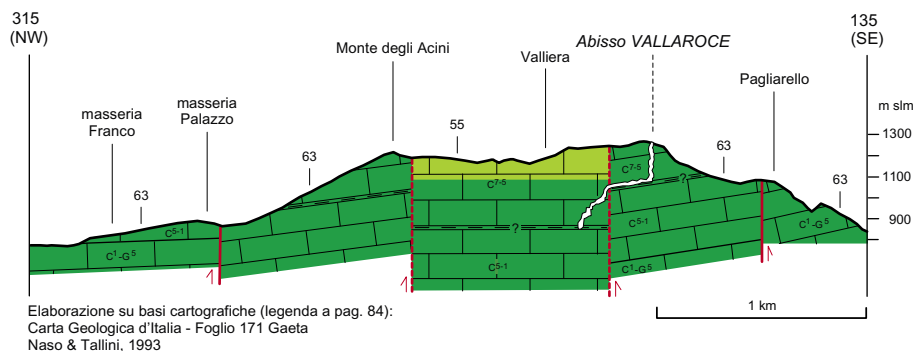 315
(NW)
135
(SE)
Monte degli Acini
Abisso VALLAROCE
Valliera
Pagliarello
masseria
Franco
masseria
Palazzo
m slm
1300
1100
900
63
63
55
63
63
C⁵⁻¹
C¹-G⁵
C⁷⁻⁵
?
C⁵⁻¹
C⁷⁻⁵
?
C⁵⁻¹
C¹-G⁵
C¹-G⁵
1 km
Elaborazione su basi cartografiche (legenda a pag. 84):
Carta Geologica d'Italia - Foglio 171 Gaeta
Naso & Tallini, 1993